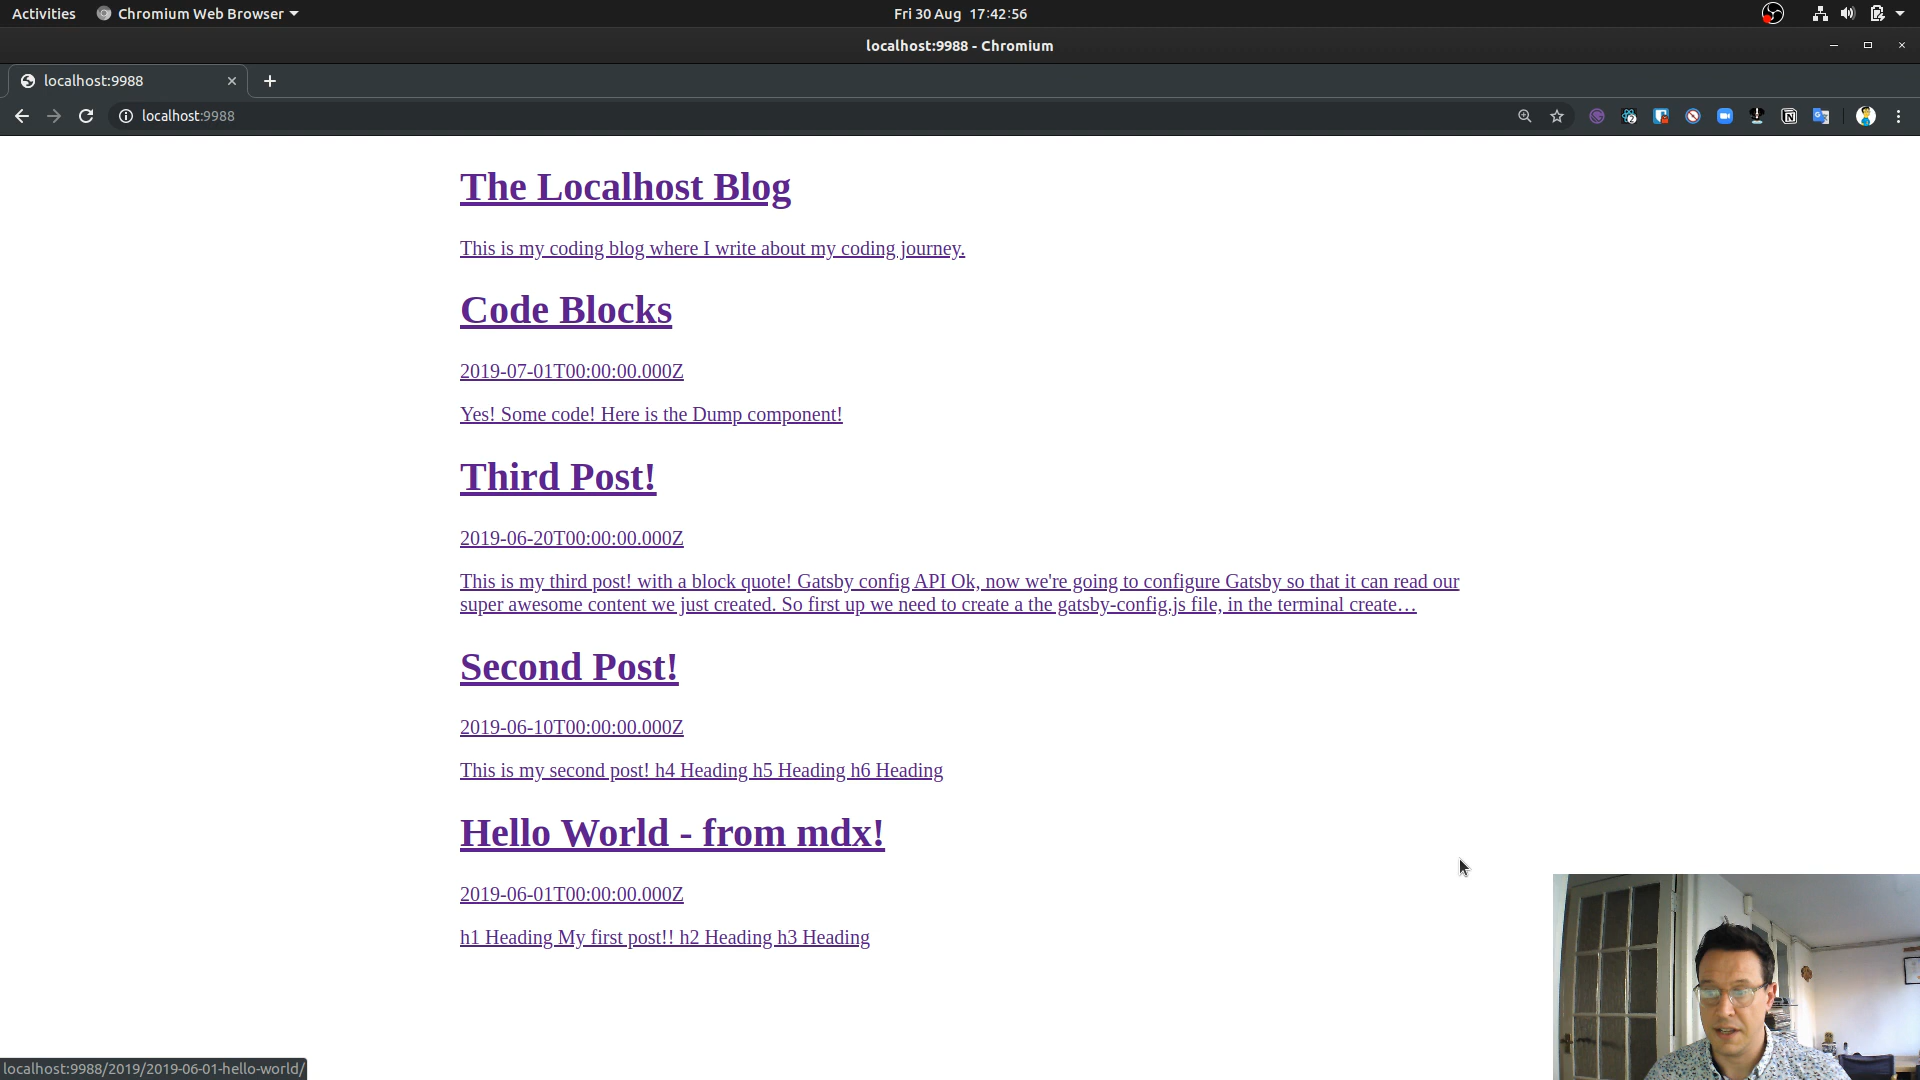 Activities
Chromium Web Browser
Fri 30 Aug 17:42:56
localhost:9988 - Chromium
localhost:9988
localhost:9988
The Localhost Blog
This is my coding blog where I write about my coding journey.
Code Blocks
2019-07-01T00:00:00.000Z
Yes! Some code! Here is the Dump component!
Third Post!
2019-06-20T00:00:00.000Z
This is my third post! with a block quote! Gatsby config API Ok, now we're going to configure Gatsby so that it can read our
super awesome content we just created. So first up we need to create a the gatsby-config.js file, in the terminal create…
Second Post!
2019-06-10T00:00:00.000Z
This is my second post! h4 Heading h5 Heading h6 Heading
Hello World - from mdx!
2019-06-01T00:00:00.000Z
h1 Heading My first post!! h2 Heading h3 Heading
localhost:9988/2019/2019-06-01-hello-world/